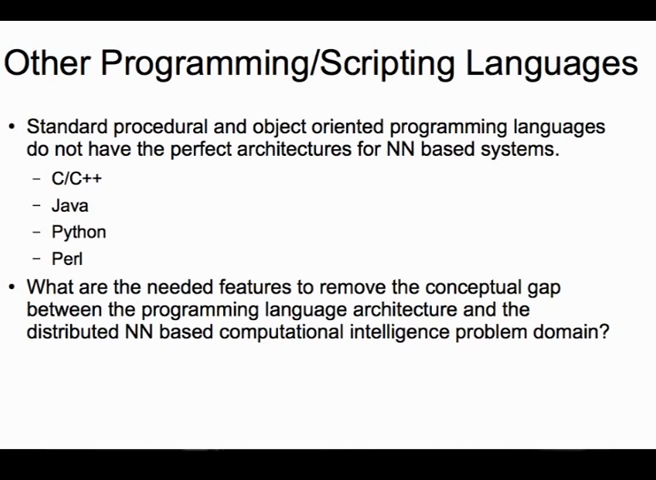 Other Programming/Scripting Languages
• Standard procedural and object oriented programming languages
do not have the perfect architectures for NN based systems.
– C/C++
– Java
– Python
– Perl
• What are the needed features to remove the conceptual gap
between the programming language architecture and the
distributed NN based computational intelligence problem domain?